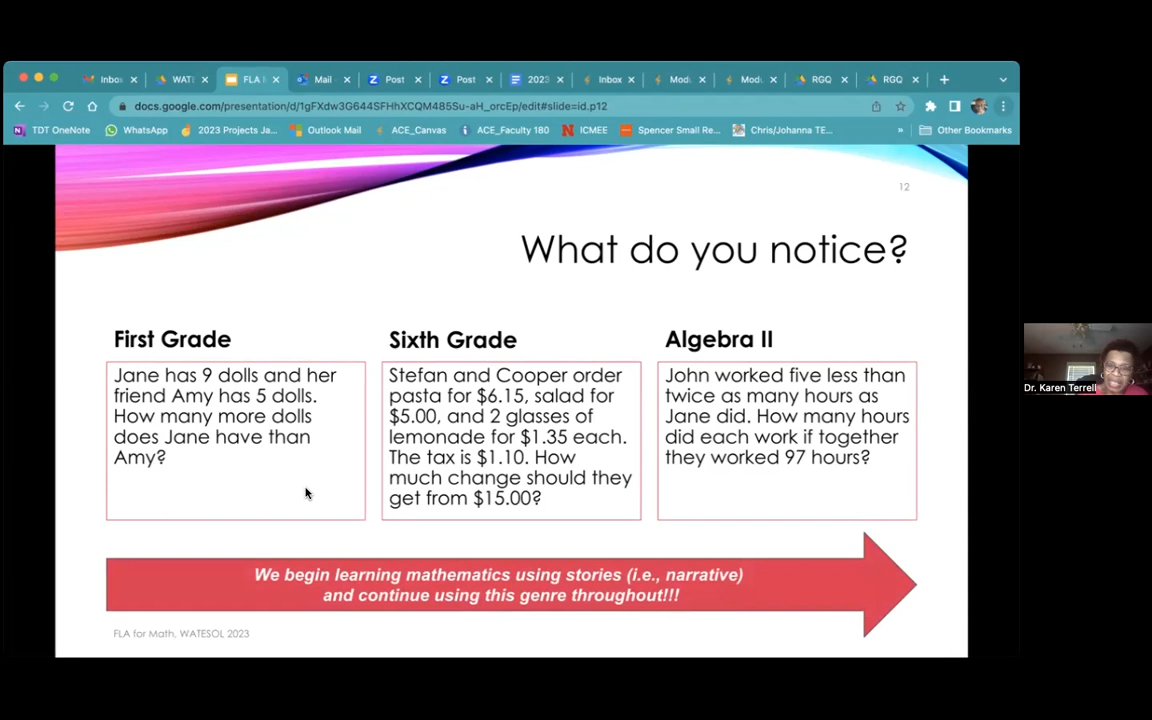 Inbo
WATI
FLA
Mail
Post
Post
2023
Inbox
Modu
Modu
RGQ
RGQ
docs.google.com/presentation/d/1gFXdw3G644SFHhXCQM485Su-aH_orcEp/edit#slide=id.p12
TDT OneNote
WhatsApp
2023 Projects Ja...
Outlook Mail
ACE_Canvas
ACE_Faculty 180
ICMEE
Spencer Small Re...
Chris/Johanna TE...
»
Other Bookmarks
12
What do you notice?
First Grade
Jane has 9 dolls and her
friend Amy has 5 dolls.
How many more dolls
does Jane have than
Amy?
Sixth Grade
Stefan and Cooper order
pasta for $6.15, salad for
$5.00, and 2 glasses of
lemonade for $1.35 each.
The tax is $1.10. How
much change should they
get from $15.00?
Algebra II
John worked five less than
twice as many hours as
Jane did. How many hours
did each work if together
they worked 97 hours?
We begin learning mathematics using stories (i.e., narrative)
and continue using this genre throughout!!!
FLA for Math, WATESOL 2023
Dr. Karen Terrell